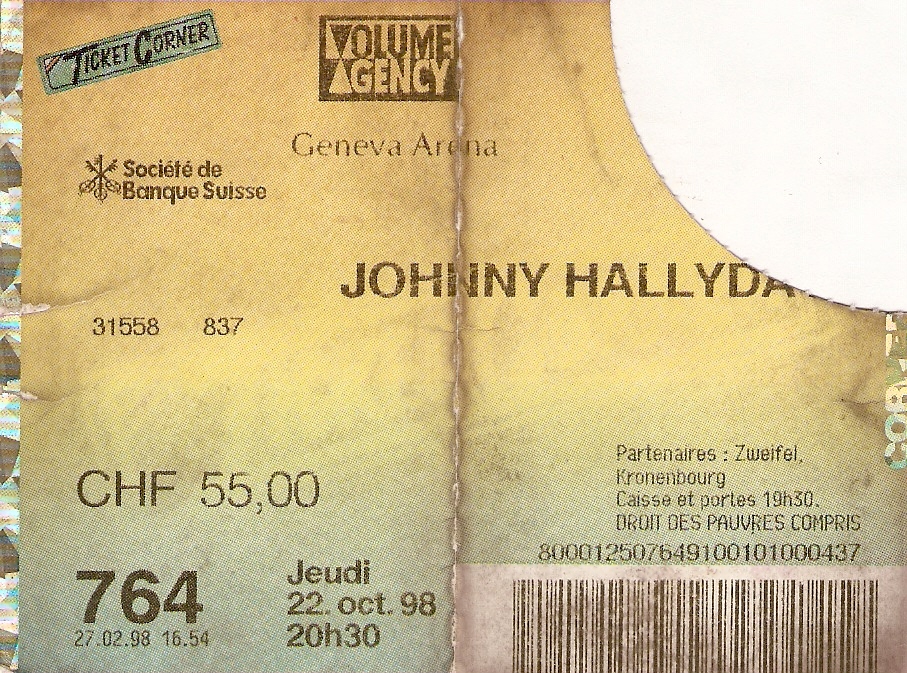 TICKET CORNER
VOLUME
AGENCY
Geneva Arena
Société de
Banque Suisse
JOHNNY HALLYDA
31558 837
CHF 55,00
Partenaires : Zweifel,
Kronenbourg
Caisse et portes 19h30.
DROIT DES PAUVRES COMPRIS
800012507649100101000437
764
27.02.98 16.54
Jeudi
22. oct. 98
20h30